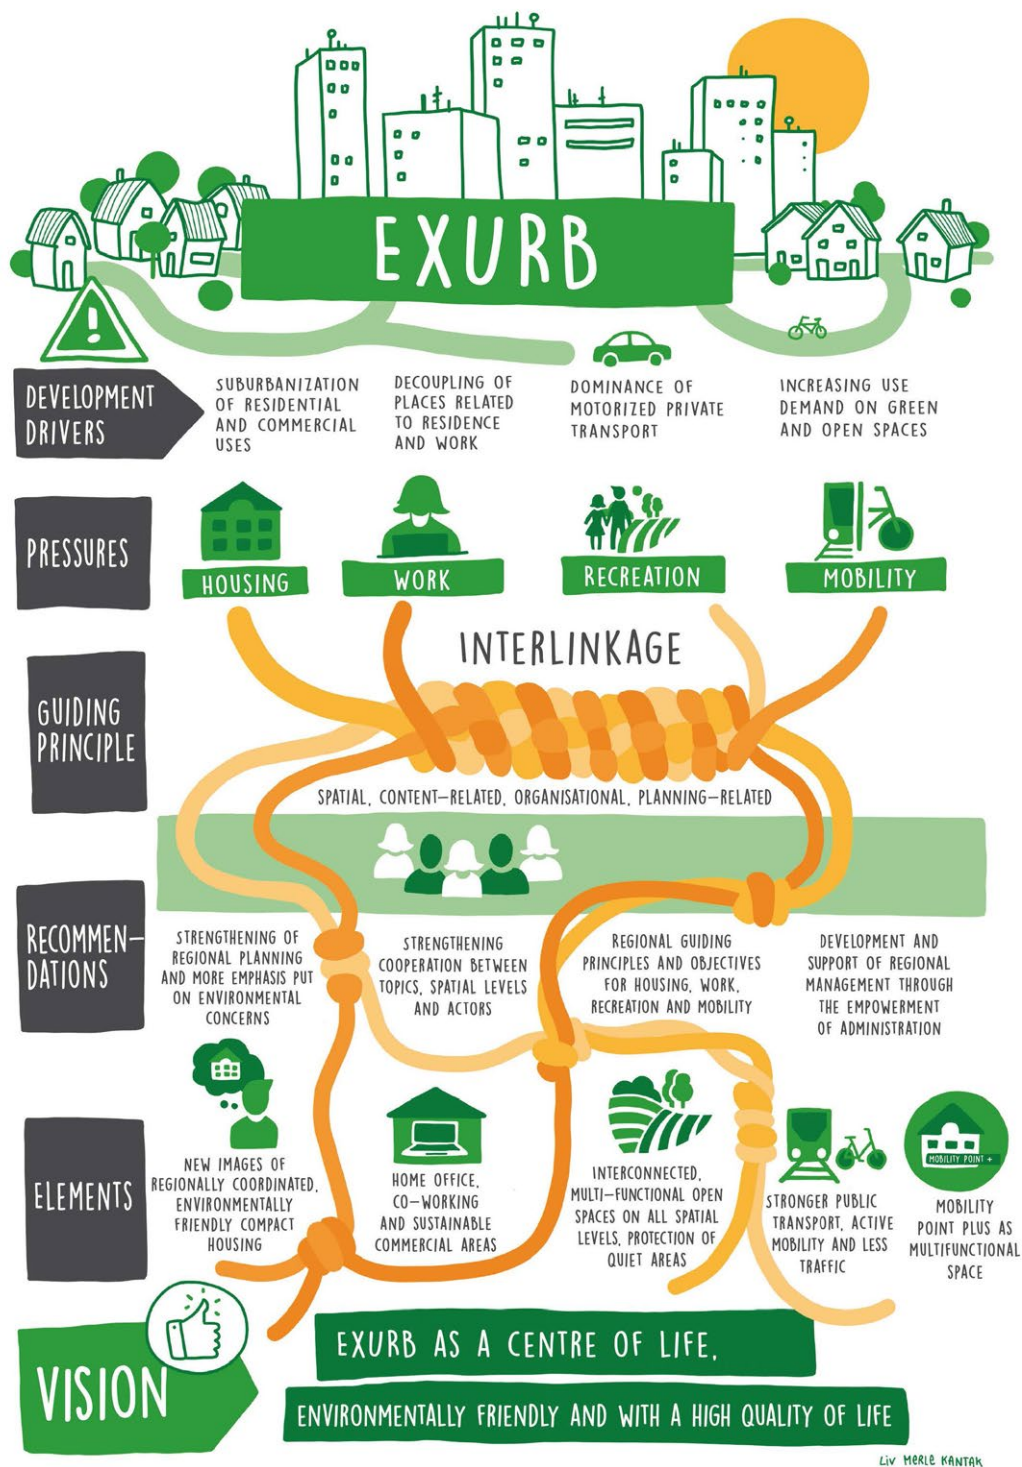 EXURB
DEVELOPMENT
DRIVERS
SUBURBANIZATION
OF RESIDENTIAL
AND COMMERCIAL
USES
DECOUPLING OF
PLACES RELATED
TO RESIDENCE
AND WORK
DOMINANCE OF
MOTORIZED PRIVATE
TRANSPORT
INCREASING USE
DEMAND ON GREEN
AND OPEN SPACES
PRESSURES
HOUSING
WORK
RECREATION
MOBILITY
GUIDING
PRINCIPLE
INTERLINKAGE
SPATIAL, CONTENT-RELATED, ORGANISATIONAL, PLANNING-RELATED
RECOMMEN-
DATIONS
STRENGTHENING OF
REGIONAL PLANNING
AND MORE EMPHASIS PUT
ON ENVIRONMENTAL
CONCERNS
STRENGTHENING
COOPERATION BETWEEN
TOPICS, SPATIAL LEVELS
AND ACTORS
REGIONAL GUIDING
PRINCIPLES AND OBJECTIVES
FOR HOUSING, WORK,
RECREATION AND MOBILITY
DEVELOPMENT AND
SUPPORT OF REGIONAL
MANAGEMENT THROUGH
THE EMPOWERMENT
OF ADMINISTRATION
ELEMENTS
NEW IMAGES OF
REGIONALLY COORDINATED,
ENVIRONMENTALLY
FRIENDLY COMPACT
HOUSING
HOME OFFICE,
CO-WORKING
AND SUSTAINABLE
COMMERCIAL AREAS
INTERCONNECTED,
MULTI-FUNCTIONAL OPEN
SPACES ON ALL SPATIAL
LEVELS, PROTECTION OF
QUIET AREAS
STRONGER PUBLIC
TRANSPORT, ACTIVE
MOBILITY AND LESS
TRAFFIC
MOBILITY POINT +
MOBILITY
POINT PLUS AS
MULTIFUNCTIONAL
SPACE
VISION
EXURB AS A CENTRE OF LIFE,
ENVIRONMENTALLY FRIENDLY AND WITH A HIGH QUALITY OF LIFE
LIV MERLE KANTAK